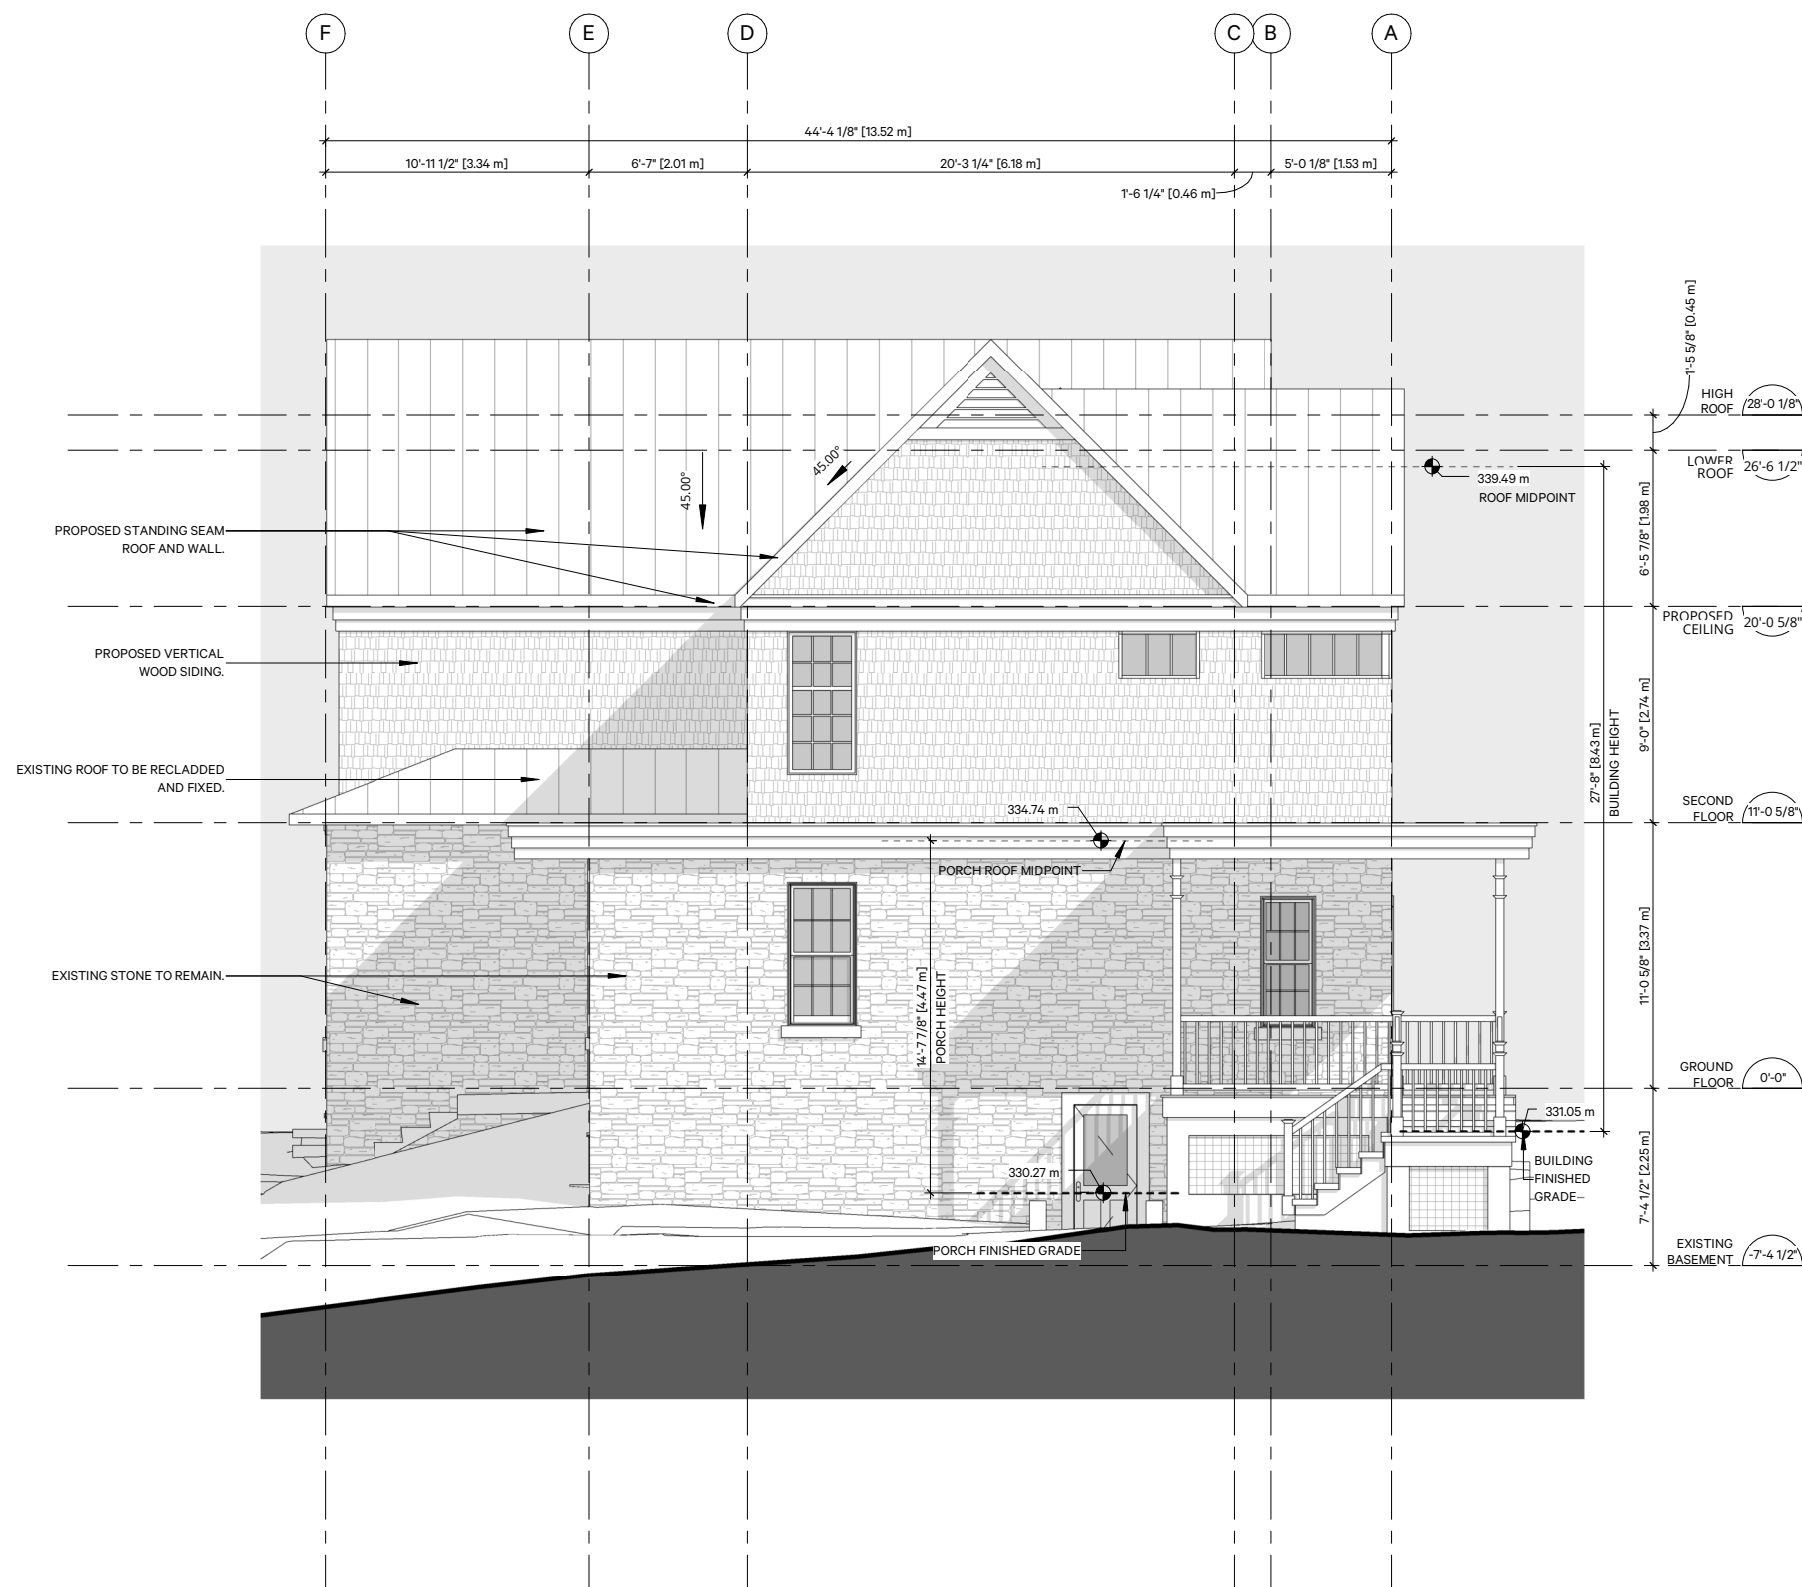 F E D C B A
44'-4 1/8" [13.52 m]
10'-11 1/2" [3.34 m] 6'-7" [2.01 m] 20'-3 1/4" [6.18 m] 5'-0 1/8" [1.53 m]
1'-6 1/4" [0.46 m]
1'-5 5/8" [0.45 m]
HIGH
ROOF
28'-0 1/8"
LOWER
ROOF
26'-6 1/2"
339.49 m
ROOF MIDPOINT
45.00°
45.00°
6'-5 7/8" [1.98 m]
PROPOSED STANDING SEAM
ROOF AND WALL.
PROPOSED
CEILING
20'-0 5/8"
PROPOSED VERTICAL
WOOD SIDING.
9'-0" [2.74 m]
27'-8" [8.43 m]
BUILDING HEIGHT
EXISTING ROOF TO BE RECLADDED
AND FIXED.
334.74 m
SECOND
FLOOR
11'-0 5/8"
PORCH ROOF MIDPOINT
EXISTING STONE TO REMAIN.
14'-7 7/8" [4.47 m]
PORCH HEIGHT
11'-0 5/8" [3.37 m]
GROUND
FLOOR
0'-0"
331.05 m
BUILDING
FINISHED
GRADE
330.27 m
7'-4 1/2" [2.25 m]
PORCH FINISHED GRADE
EXISTING
BASEMENT
-7'-4 1/2"